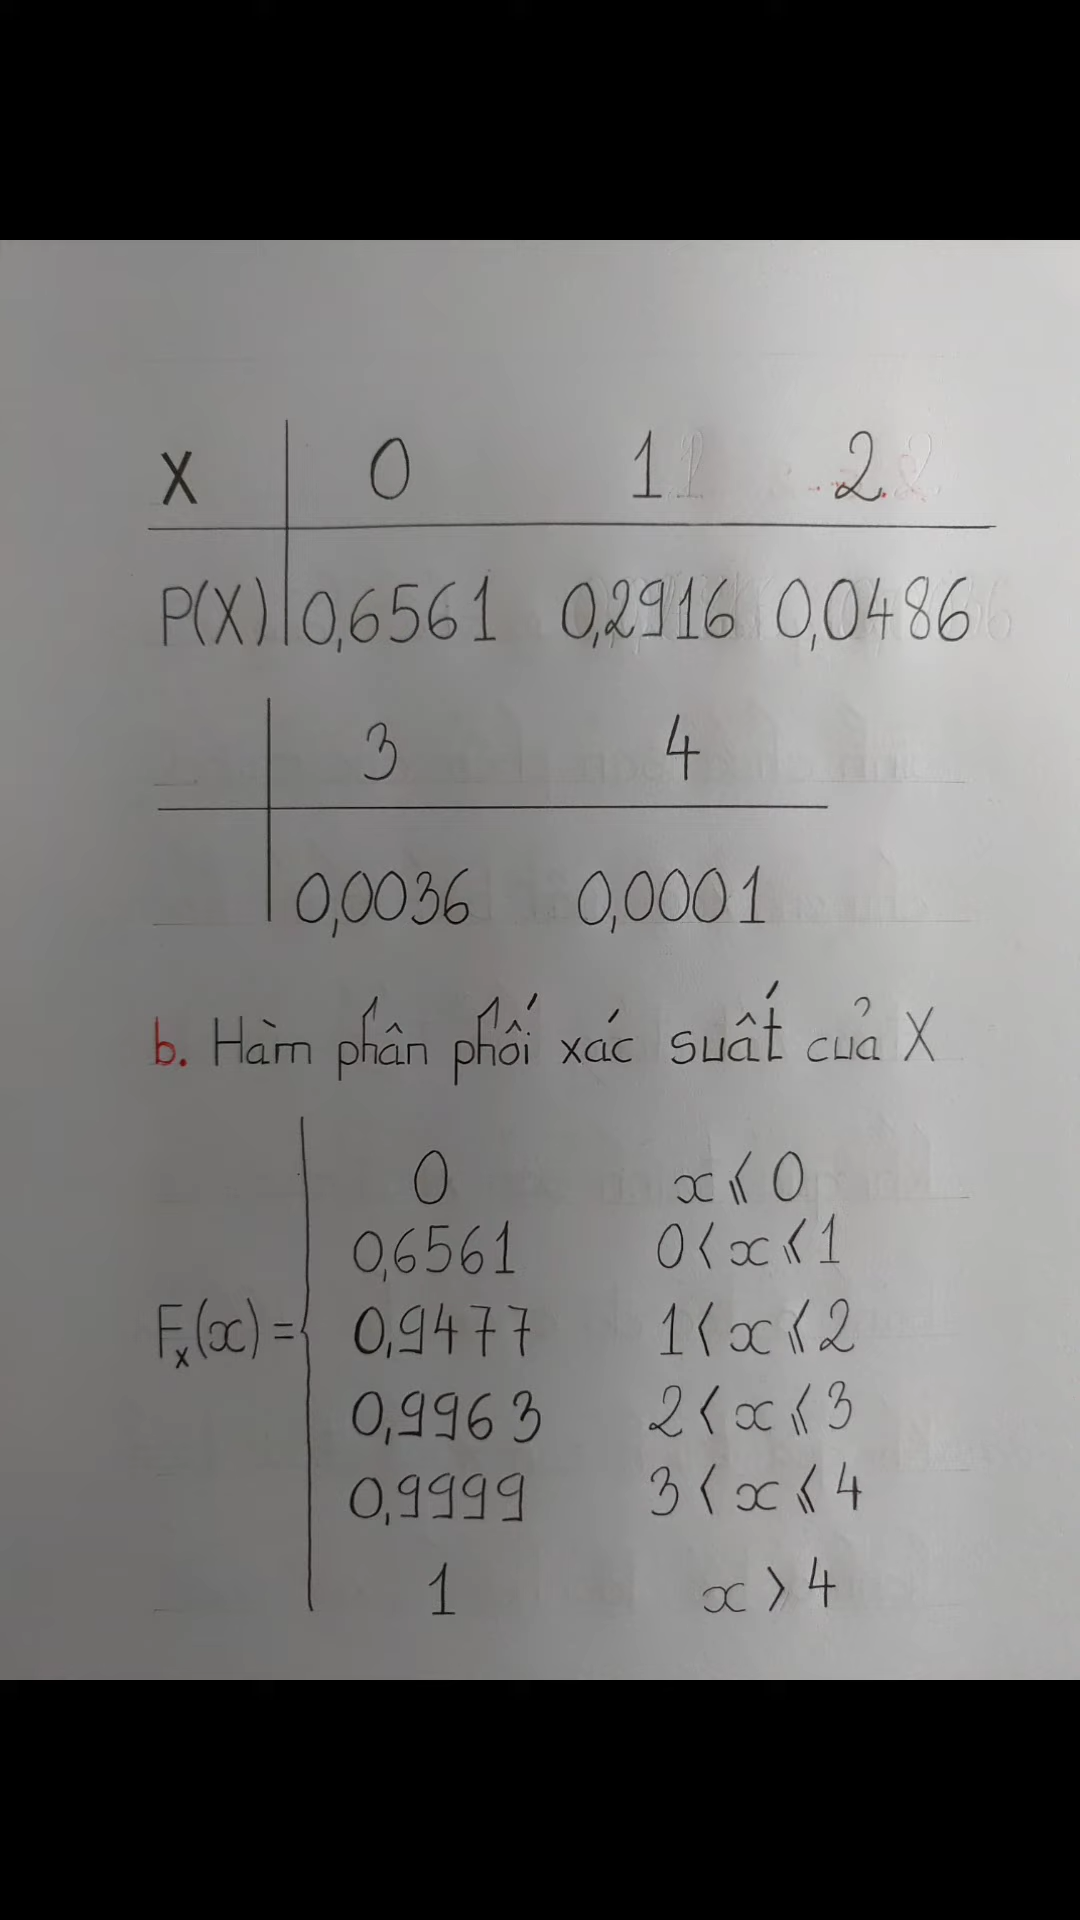 X 0 1 2
P(X) 0,6561 0,2916 0,0486
3 4
0,0036 0,0001
b. Hàm phân phối xác suất của X
0 x ⩽ 0
0,6561 0 < x ⩽ 1
Fx(x) = 0,9477 1 < x ⩽ 2
0,9963 2 < x ⩽ 3
0,9999 3 < x ⩽ 4
1 x > 4